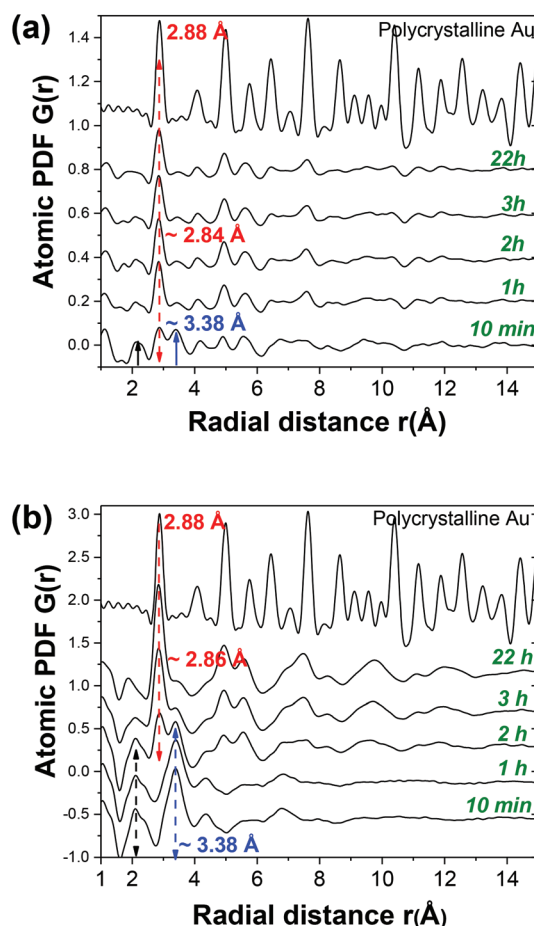 (a)
Polycrystalline Au
2.88 Å
1.4
1.2
1.0
0.8
0.6
0.4
0.2
0.0
Atomic PDF G(r)
22h
3h
~ 2.84 Å
2h
1h
~ 3.38 Å
10 min
2 4 6 8 10 12 14
Radial distance r(Å)
(b)
Polycrystalline Au
2.88 Å
3.0
2.5
2.0
1.5
1.0
0.5
0.0
-0.5
-1.0
Atomic PDF G(r)
22 h
~ 2.86 Å
3 h
2 h
1 h
10 min
~ 3.38 Å
1 2 4 6 8 10 12 14
Radial distance r(Å)